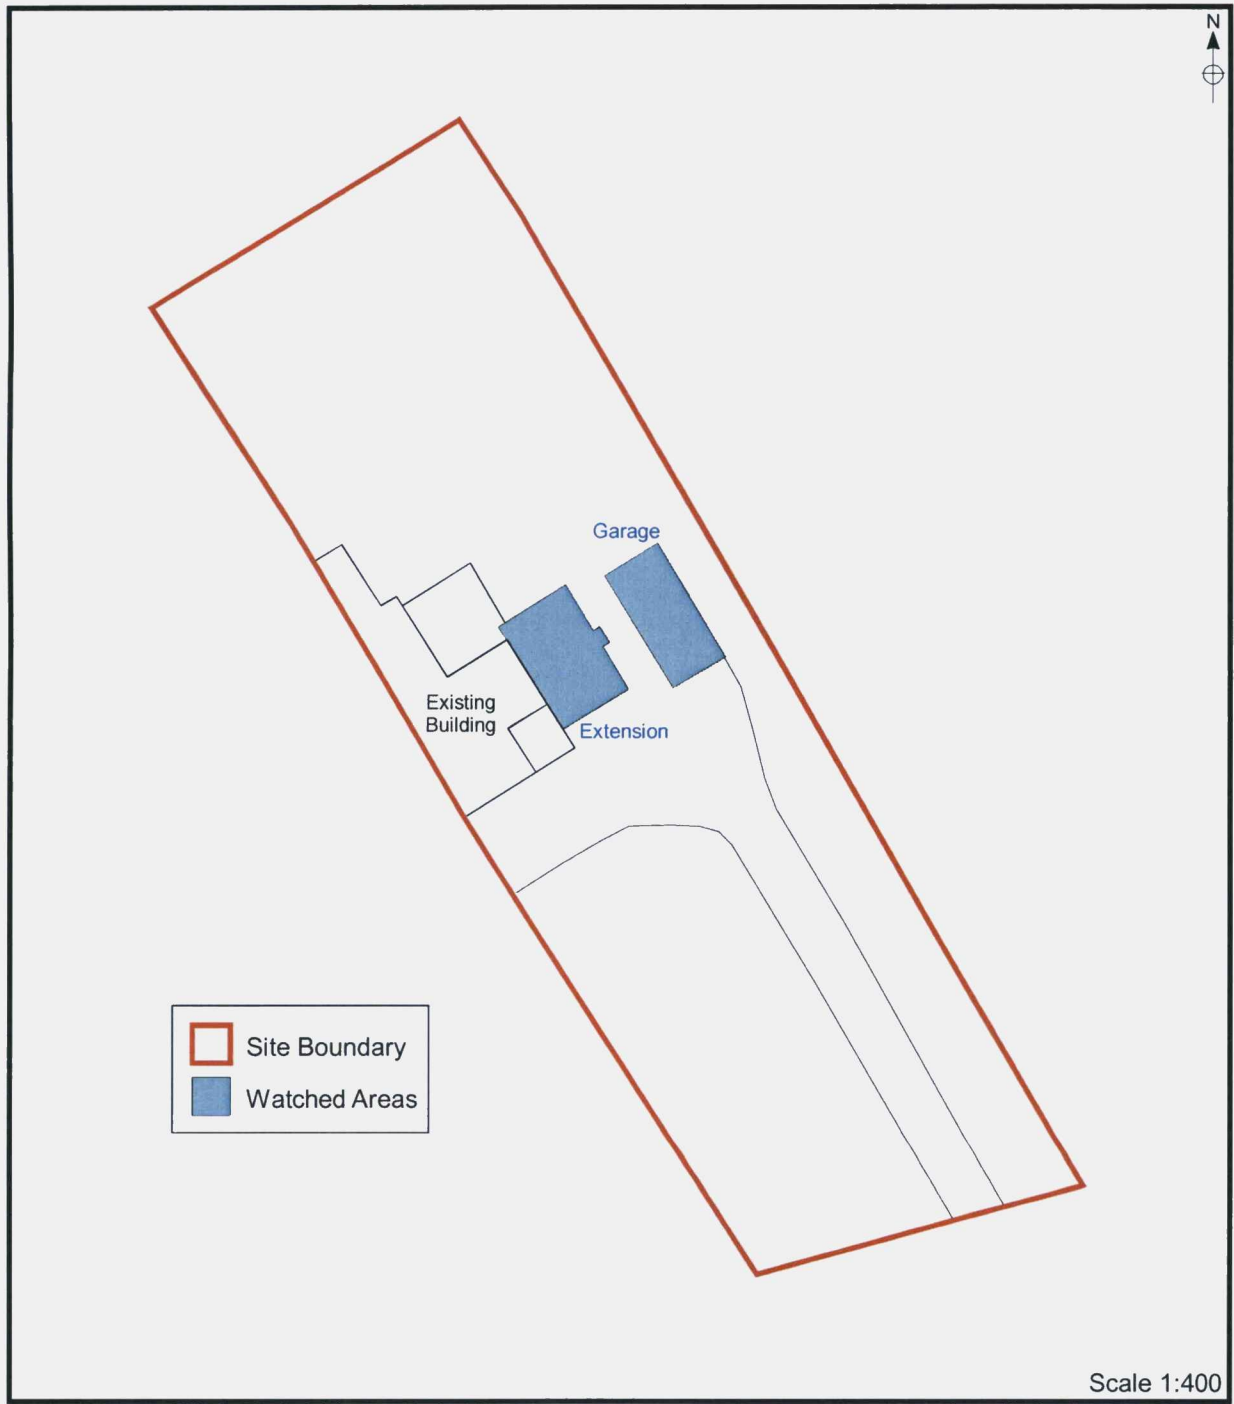 N
Garage
Existing
Building
Extension
Site Boundary
Watched Areas
Scale 1:400